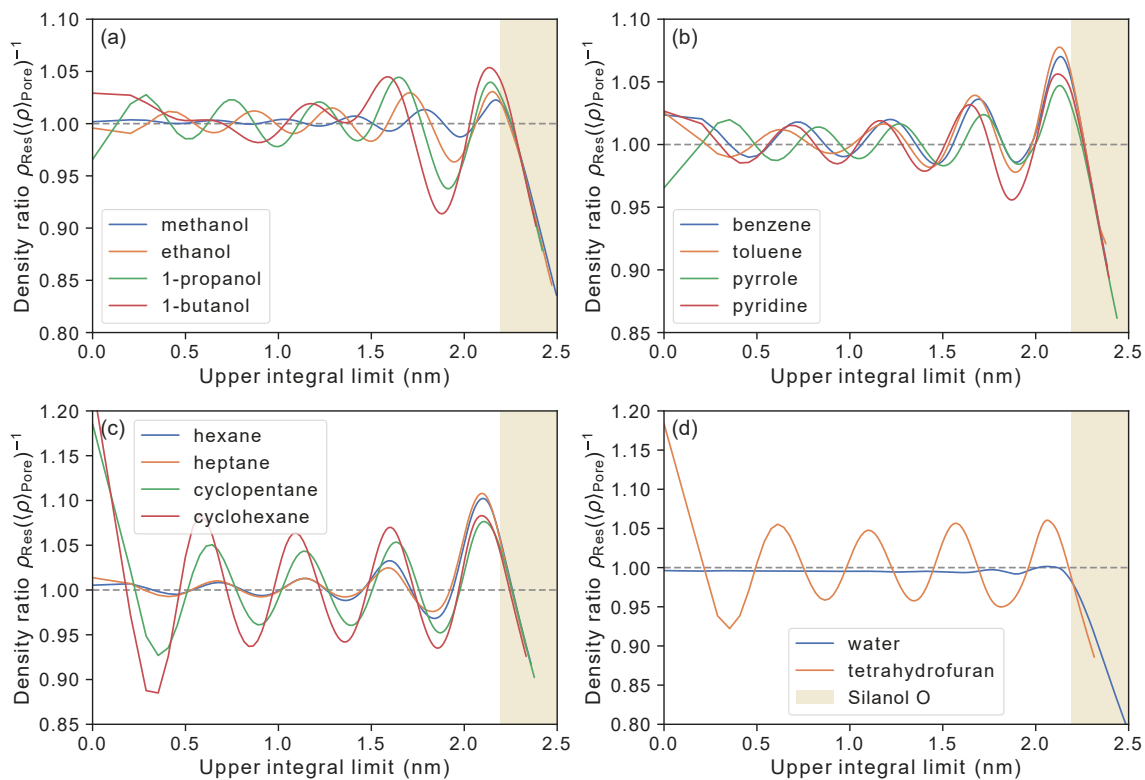 (a)
Density ratio ρRes(⟨ρ⟩Pore)−1
1.10
1.05
1.00
0.95
0.90
0.85
0.80
methanol
ethanol
1-propanol
1-butanol
0.0 0.5 1.0 1.5 2.0 2.5
Upper integral limit (nm)
(b)
Density ratio ρRes(⟨ρ⟩Pore)−1
1.10
1.05
1.00
0.95
0.90
0.85
benzene
toluene
pyrrole
pyridine
0.0 0.5 1.0 1.5 2.0 2.5
Upper integral limit (nm)
(c)
Density ratio ρRes(⟨ρ⟩Pore)−1
1.20
1.15
1.10
1.05
1.00
0.95
0.90
0.85
hexane
heptane
cyclopentane
cyclohexane
0.0 0.5 1.0 1.5 2.0 2.5
Upper integral limit (nm)
(d)
Density ratio ρRes(⟨ρ⟩Pore)−1
1.20
1.15
1.10
1.05
1.00
0.95
0.90
0.85
0.80
water
tetrahydrofuran
Silanol O
0.0 0.5 1.0 1.5 2.0 2.5
Upper integral limit (nm)